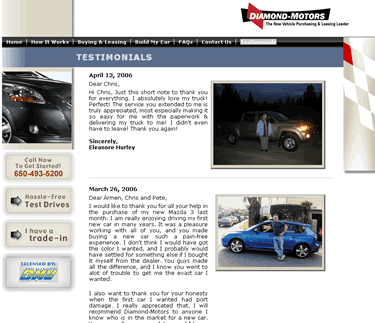 DIAMOND-MOTORS
The New Vehicle Purchasing & Leasing Leader
Home | How It Works | Buying & Leasing | Build My Car | FAQs | Contact Us | Testimonials
TESTIMONIALS
April 13, 2006
Dear Chris,
Hi Chris, Just this short note to thank you
for everything. I absolutely love my truck!
Perfect! The service you extended to me is
truly appreciated, most especially making it
so easy for me with the paperwork &
delivering my truck to me! I didn't even
have to leave! Thank you again!
Sincerely,
Eleanore Hurley
Call Now
To Get Started!
650-493-5200
Hassle-Free
Test Drives
I have a
trade-in
LICENSED BY:
DMV
March 26, 2006
Dear Armen, Chris and Pete,
I would like to thank you for all your help in
the purchase of my new Mazda 3 last
month. I am really enjoying driving my first
new car in many years. It was a pleasure
working with all of you, and you made
buying a new car such a pain-free
experience. I don't think I would have got
the color I wanted, and I probably would
have settled for something else if I bought
it myself from the dealer. You guys made
all the difference, and I know you went to
alot of trouble to get me the exact car I
wanted.
I also want to thank you for your honesty
when the first car I wanted had port
damage. I really appreciated that. I will
recommend Diamond-Motors to anyone I
know who is in the market for a new car.